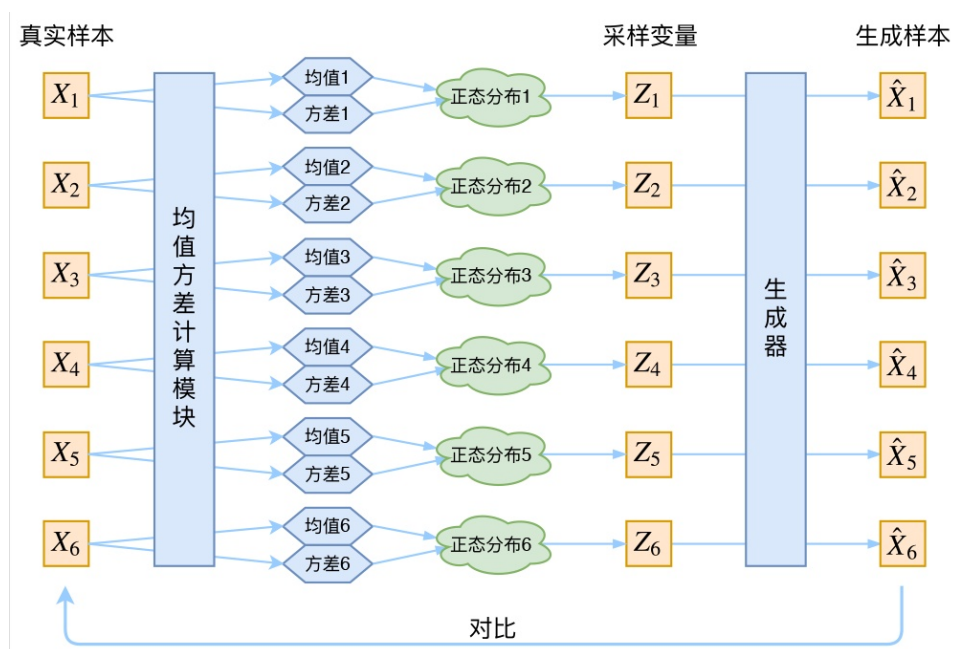 真实样本 采样变量 生成样本
X₁ 均值1 方差1 正态分布1 Z₁ X̂₁
X₂ 均值2 方差2 正态分布2 Z₂ X̂₂
X₃ 均值3 方差3 正态分布3 Z₃ X̂₃
X₄ 均值4 方差4 正态分布4 Z₄ X̂₄
X₅ 均值5 方差5 正态分布5 Z₅ X̂₅
X₆ 均值6 方差6 正态分布6 Z₆ X̂₆
均值方差计算模块
生成器
对比